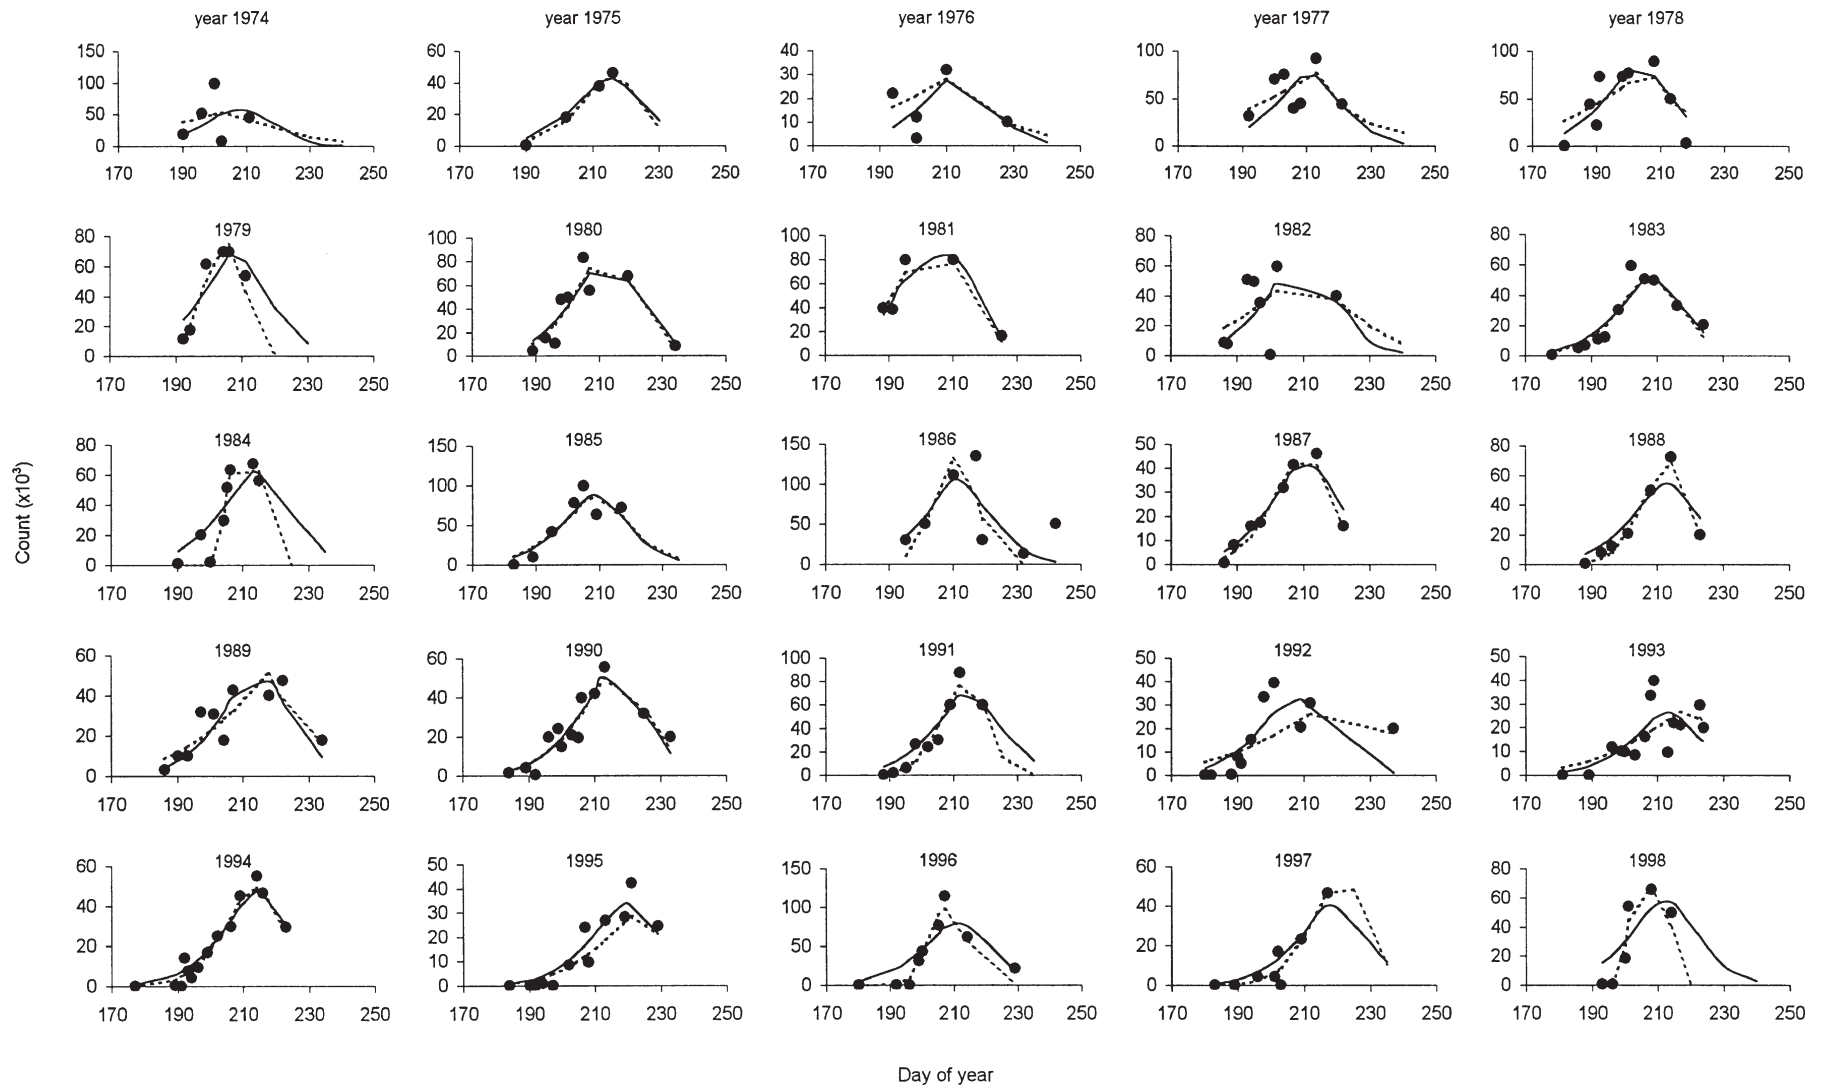 year 1974 year 1975 year 1976 year 1977 year 1978
150 60 40 100 100
100 40 30
50 20 20 50 50
10
0 0 0 0 0
170 190 210 230 250 170 190 210 230 250 170 190 210 230 250 170 190 210 230 250 170 190 210 230 250
1979 1980 1981 1982 1983
80 100 100 80 80
60 80 80 60 60
40 60 60 40 40
20 40 40 20 20
20 20
0 0 0 0 0
170 190 210 230 250 170 190 210 230 250 170 190 210 230 250 170 190 210 230 250 170 190 210 230 250
1984 1985 1986 1987 1988
80 150 150 50 80
60 100 100 40 60
40 30 40
20 50 50 20 20
10
0 0 0 0 0
170 190 210 230 250 170 190 210 230 250 170 190 210 230 250 170 190 210 230 250 170 190 210 230 250
Count (x10³)
1989 1990 1991 1992 1993
60 60 100 50 50
40 40 80 40 40
60 30 30
20 20 40 20 20
20 10 10
0 0 0 0 0
170 190 210 230 250 170 190 210 230 250 170 190 210 230 250 170 190 210 230 250 170 190 210 230 250
1994 1995 1996 1997 1998
60 50 150 60 80
40 40 100 40 60
30 40
20 20 50 20 20
10
0 0 0 0 0
170 190 210 230 250 170 190 210 230 250 170 190 210 230 250 170 190 210 230 250 170 190 210 230 250
Day of year